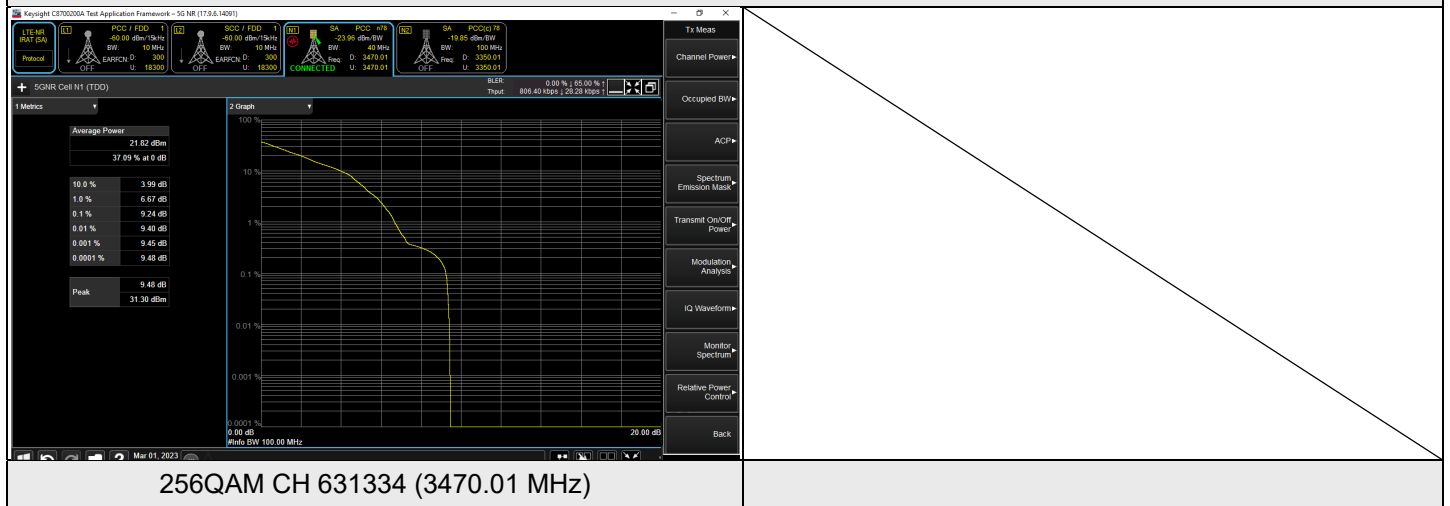 Keysight C8700200A Test Application Framework – 5G NR (17.9.6.14091)
LTE-NR IRAT (SA)
Protocol
L1 PCC / FDD 1
-60.00 dBm/15kHz
BW: 10 MHz
EARFCN: D: 300
U: 18300
OFF
L2 SCC / FDD 1
-60.00 dBm/15kHz
BW: 10 MHz
EARFCN: D: 300
U: 18300
OFF
N1 SA PCC n78
-23.96 dBm/BW
BW: 40 MHz
Freq: D: 3470.01
U: 3470.01
CONNECTED
N2 SA PCC(c) 78
-19.85 dBm/BW
BW: 100 MHz
Freq: D: 3350.01
U: 3350.01
OFF
5GNR Cell N1 (TDD)
BLER: 0.00 % ↓ 65.00 % ↑
Thput: 806.40 kbps ↓ 28.28 kbps ↑
1 Metrics
Average Power
21.82 dBm
37.09 % at 0 dB
10.0 % 3.99 dB
1.0 % 6.67 dB
0.1 % 9.24 dB
0.01 % 9.40 dB
0.001 % 9.45 dB
0.0001 % 9.48 dB
Peak 9.48 dB
31.30 dBm
2 Graph
100 %
10 %
1 %
0.1 %
0.01 %
0.001 %
0.0001 %
0.00 dB 20.00 dB
#Info BW 100.00 MHz
Tx Meas
Channel Power
Occupied BW
ACP
Spectrum
Emission Mask
Transmit On/Off
Power
Modulation
Analysis
IQ Waveform
Monitor
Spectrum
Relative Power
Control
Back
Mar 01, 2023
256QAM CH 631334 (3470.01 MHz)